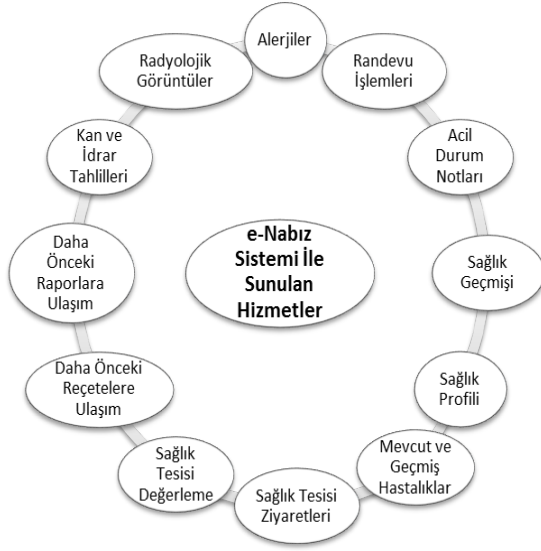 Alerjiler
Randevu
İşlemleri
Acil
Durum
Notları
Sağlık
Geçmişi
Sağlık
Profili
Mevcut ve
Geçmiş
Hastalıklar
Sağlık Tesisi
Ziyaretleri
Sağlık
Tesisi
Değerleme
Daha Önceki
Reçetelere
Ulaşım
Daha
Önceki
Raporlara
Ulaşım
Kan ve
İdrar
Tahlilleri
Radyolojik
Görüntüler
e-Nabız
Sistemi İle
Sunulan
Hizmetler